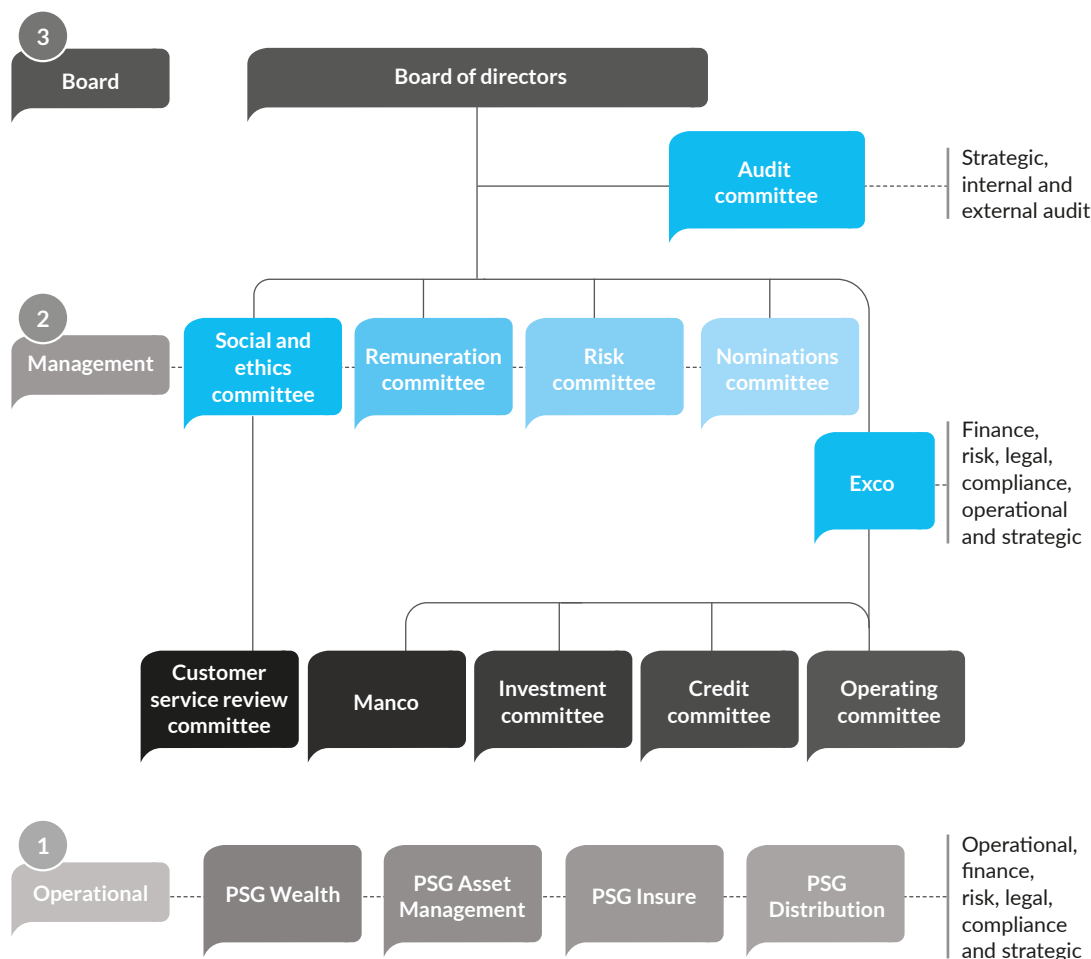 3
Board
Board of directors
Audit
committee
Strategic,
internal and
external audit
2
Management
Social and
ethics
committee
Remuneration
committee
Risk
committee
Nominations
committee
Exco
Finance,
risk, legal,
compliance,
operational
and strategic
Customer
service review
committee
Manco
Investment
committee
Credit
committee
Operating
committee
1
Operational
PSG Wealth
PSG Asset
Management
PSG Insure
PSG
Distribution
Operational,
finance,
risk, legal,
compliance
and strategic